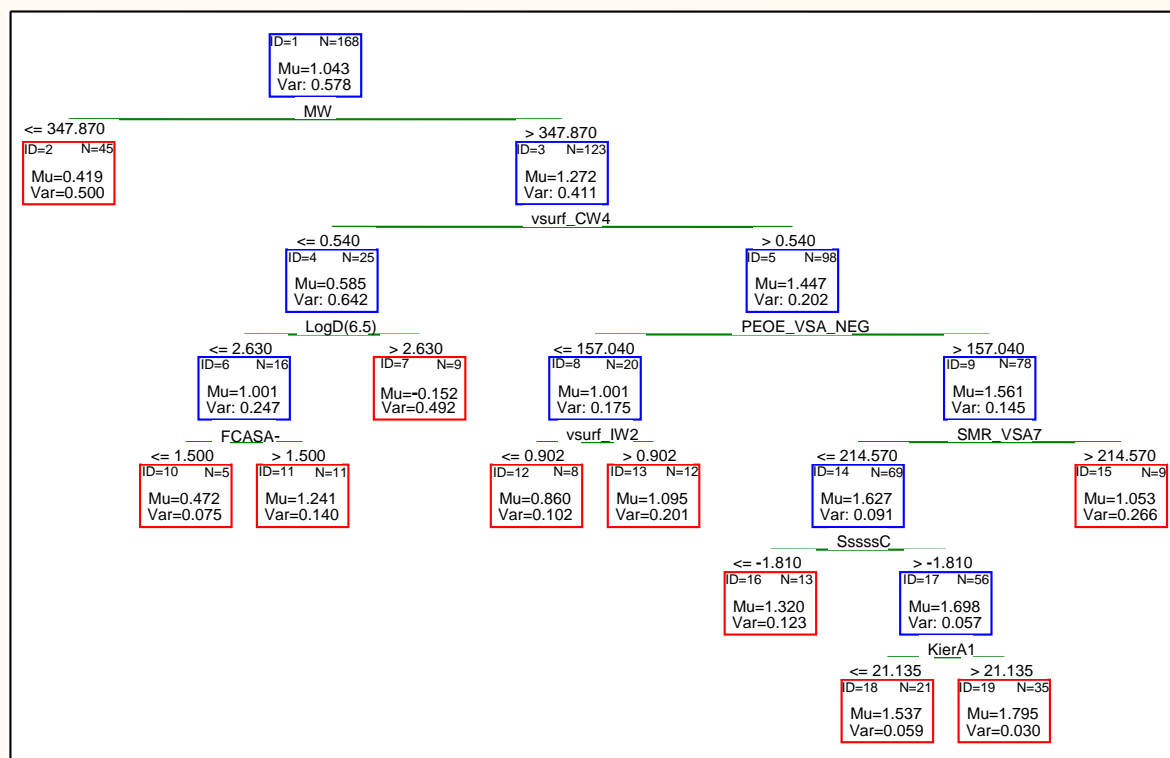 ID=1 N=168
Mu=1.043
Var: 0.578
MW
<= 347.870 > 347.870
ID=2 N=45 ID=3 N=123
Mu=0.419 Mu=1.272
Var=0.500 Var: 0.411
vsurf_CW4
<= 0.540 > 0.540
ID=4 N=25 ID=5 N=98
Mu=0.585 Mu=1.447
Var: 0.642 Var: 0.202
LogD(6.5) PEOE_VSA_NEG
<= 2.630 > 2.630 <= 157.040 > 157.040
ID=6 N=16 ID=7 N=9 ID=8 N=20 ID=9 N=78
Mu=1.001 Mu=-0.152 Mu=1.001 Mu=1.561
Var: 0.247 Var=0.492 Var: 0.175 Var: 0.145
FCASA- vsurf_IW2 SMR_VSA7
<= 1.500 > 1.500 <= 0.902 > 0.902 <= 214.570 > 214.570
ID=10 N=5 ID=11 N=11 ID=12 N=8 ID=13 N=12 ID=14 N=69 ID=15 N=9
Mu=0.472 Mu=1.241 Mu=0.860 Mu=1.095 Mu=1.627 Mu=1.053
Var=0.075 Var=0.140 Var=0.102 Var=0.201 Var: 0.091 Var=0.266
SssssC
<= -1.810 > -1.810
ID=16 N=13 ID=17 N=56
Mu=1.320 Mu=1.698
Var=0.123 Var: 0.057
KierA1
<= 21.135 > 21.135
ID=18 N=21 ID=19 N=35
Mu=1.537 Mu=1.795
Var=0.059 Var=0.030